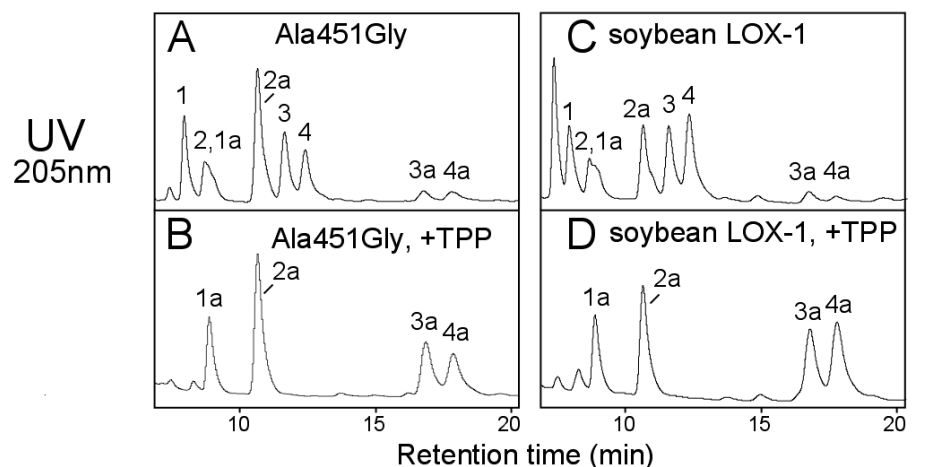 A
Ala451Gly
1
2,1a
2a
3
4
3a 4a
C soybean LOX-1
1
2,1a
2a
3
4
3a 4a
UV
205nm
B
Ala451Gly, +TPP
1a
2a
3a
4a
D soybean LOX-1, +TPP
1a
2a
3a
4a
10
15
20
10
15
20
Retention time (min)